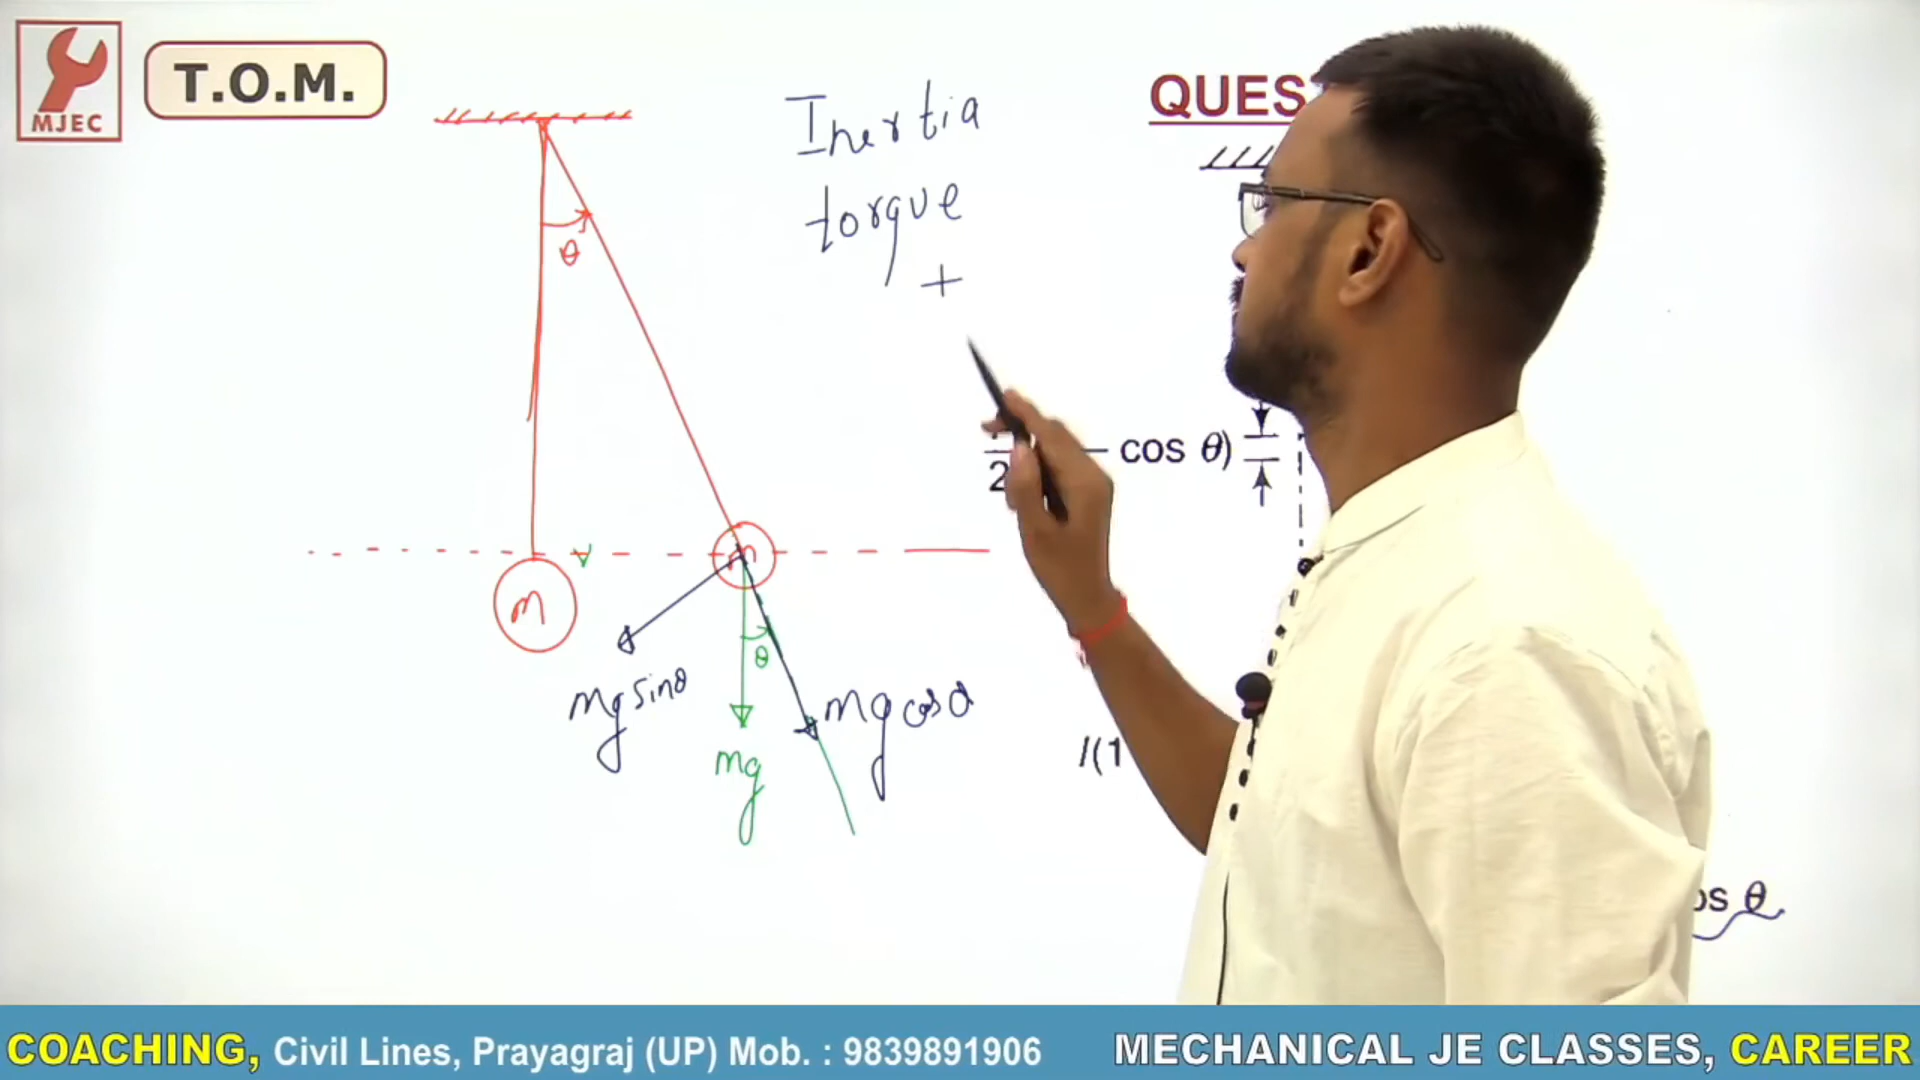 MJEC
T.O.M.
Inertia
torque
+
QUES
θ
2
— cos θ)
m
m
θ
mg sinθ
mg cosθ
mg
l(1
os θ
COACHING, Civil Lines, Prayagraj (UP) Mob. : 9839891906 MECHANICAL JE CLASSES, CAREER